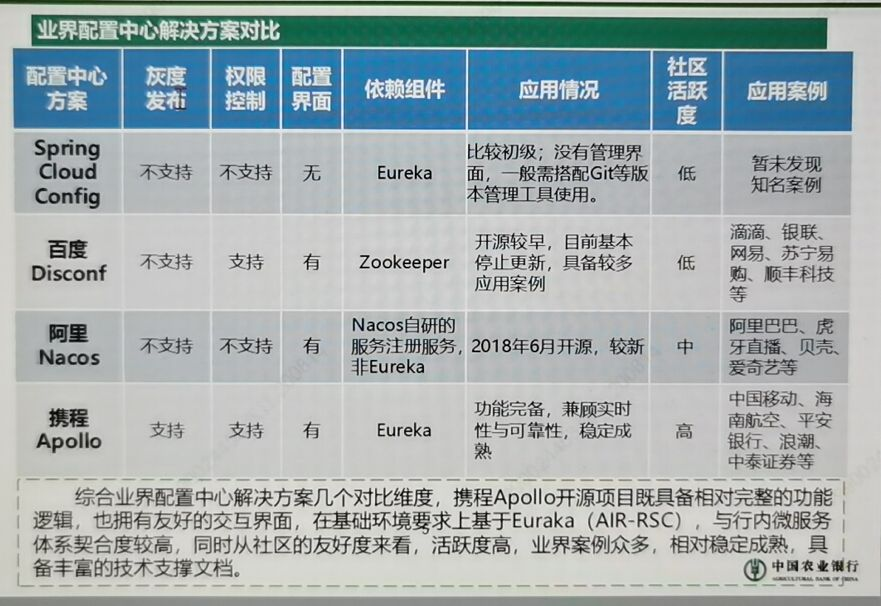 业界配置中心解决方案对比
配置中心
方案
灰度
发布
权限
控制
配置
界面
依赖组件
应用情况
社区
活跃
度
应用案例
Spring
Cloud
Config
不支持
不支持
无
Eureka
比较初级；没有管理界
面，一般需搭配Git等版
本管理工具使用。
低
暂未发现
知名案例
百度
Disconf
不支持
支持
有
Zookeeper
开源较早，目前基本
停止更新，具备较多
应用案例
低
滴滴、银联、
网易、苏宁易
购、顺丰科技
等
阿里
Nacos
不支持
不支持
有
Nacos自研的
服务注册服务，
非Eureka
2018年6月开源，较新
中
阿里巴巴、虎
牙直播、贝壳、
爱奇艺等
携程
Apollo
支持
支持
有
Eureka
功能完备，兼顾实时
性与可靠性，稳定成
熟
高
中国移动、海
南航空、平安
银行、浪潮、
中泰证券等
综合业界配置中心解决方案几个对比维度，携程Apollo开源项目既具备相对完整的功能
逻辑，也拥有友好的交互界面，在基础环境要求上基于Euraka（AIR-RSC），与行内微服务
体系契合度较高，同时从社区的友好度来看，活跃度高，业界案例众多，相对稳定成熟，具
备丰富的技术支撑文档。
5
中国农业银行
AGRICULTURAL BANK OF CHINA